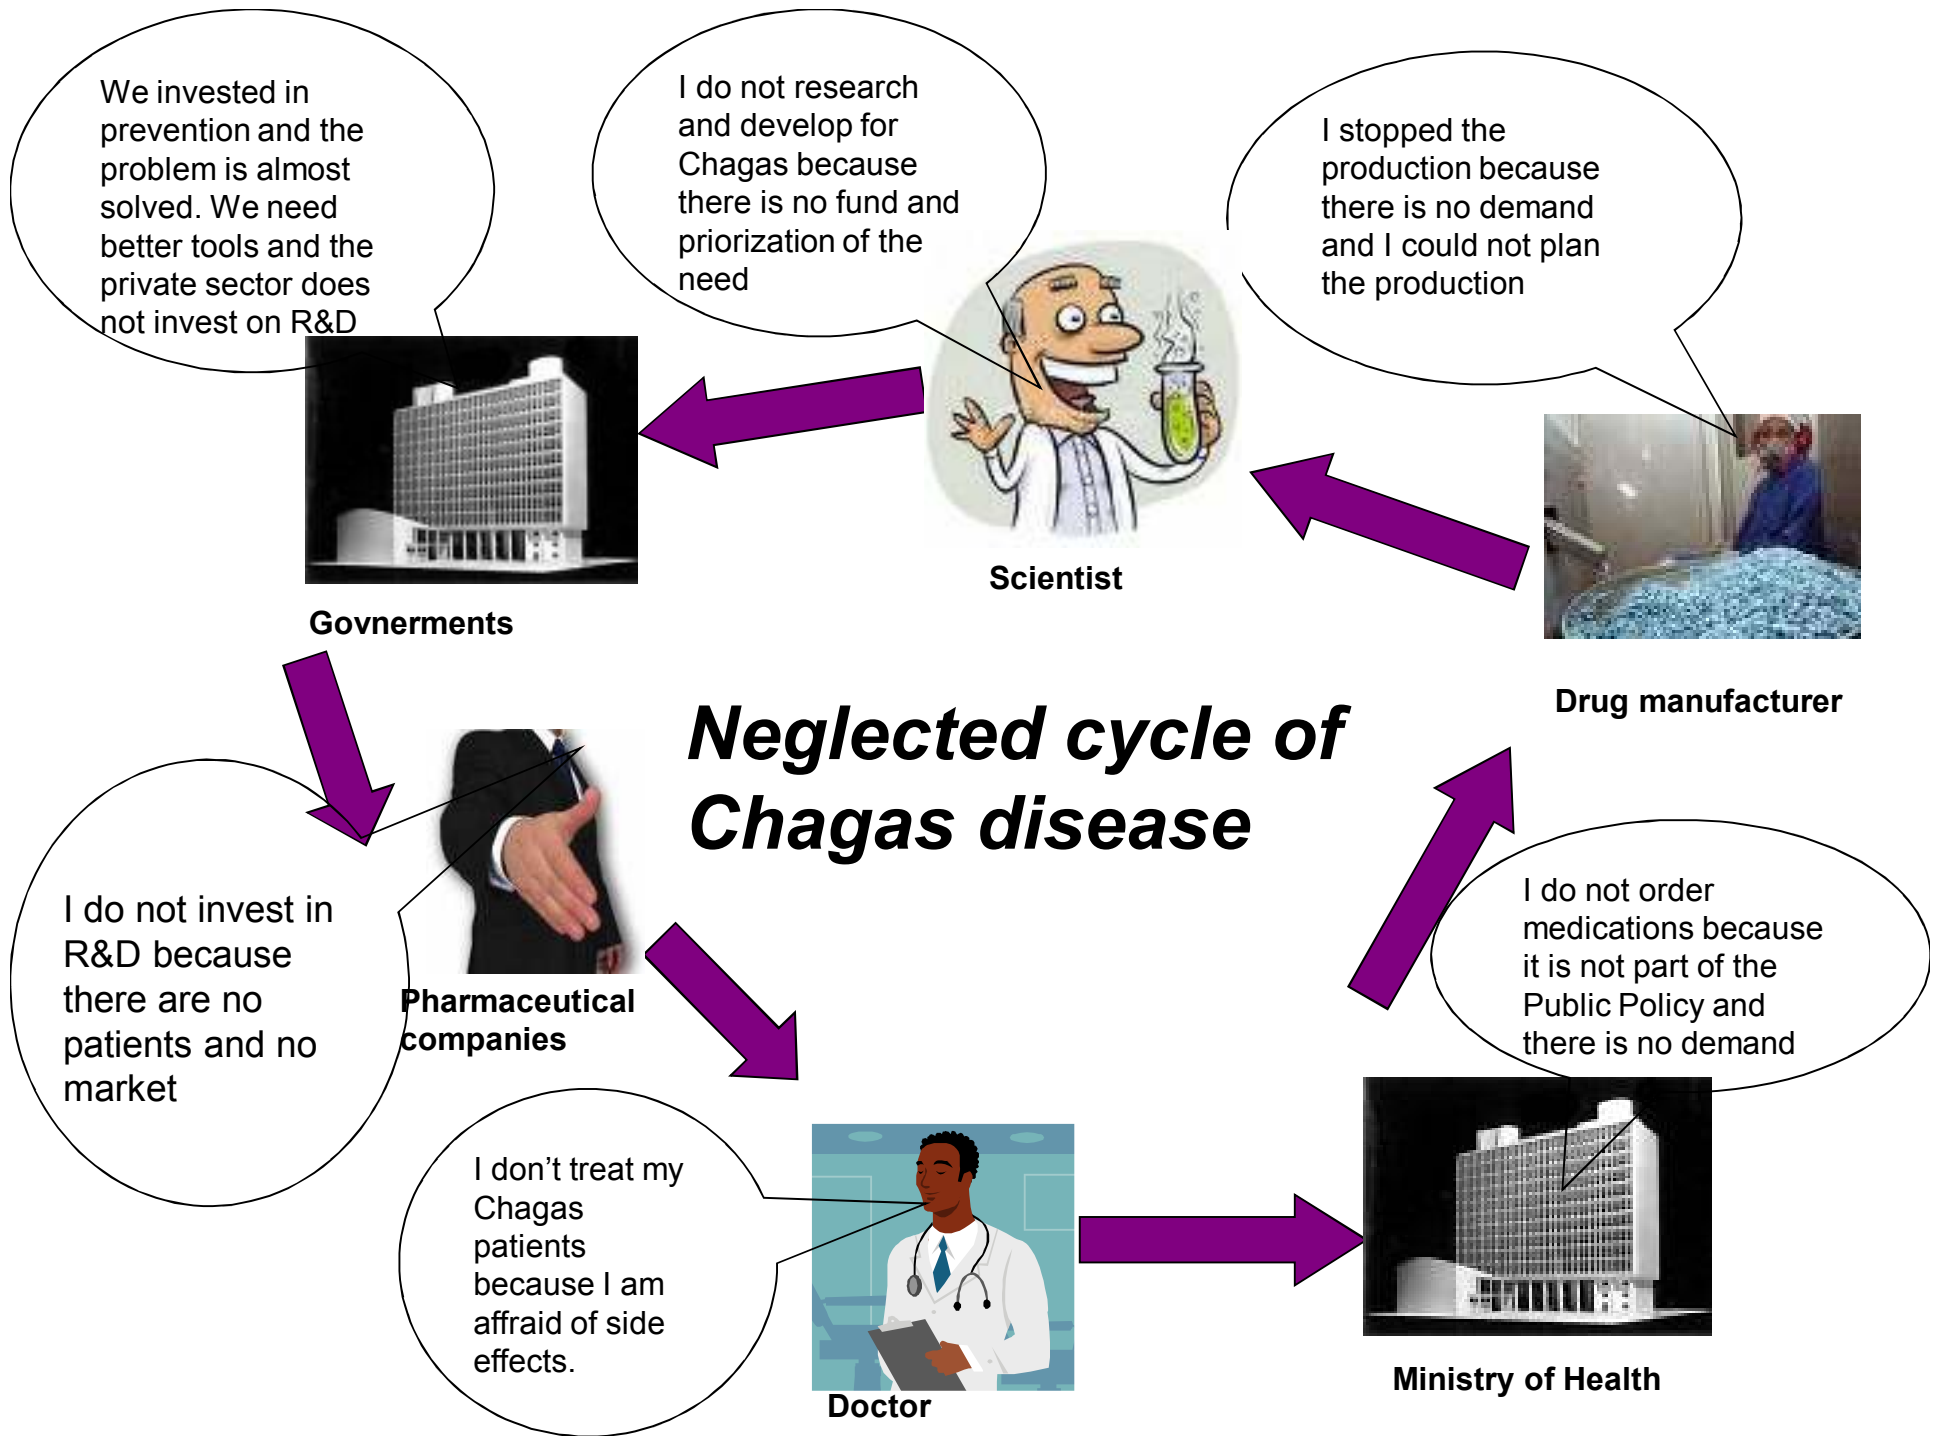 We invested in
prevention and the
problem is almost
solved. We need
better tools and the
private sector does
not invest on R&D
I do not research
and develop for
Chagas because
there is no fund and
priorization of the
need
I stopped the
production because
there is no demand
and I could not plan
the production
Scientist
Govnerments
Drug manufacturer
Neglected cycle of
Chagas disease
I do not invest in
R&D because
there are no
patients and no
market
Pharmaceutical
companies
I do not order
medications because
it is not part of the
Public Policy and
there is no demand
I don’t treat my
Chagas
patients
because I am
affraid of side
effects.
Doctor
Ministry of Health